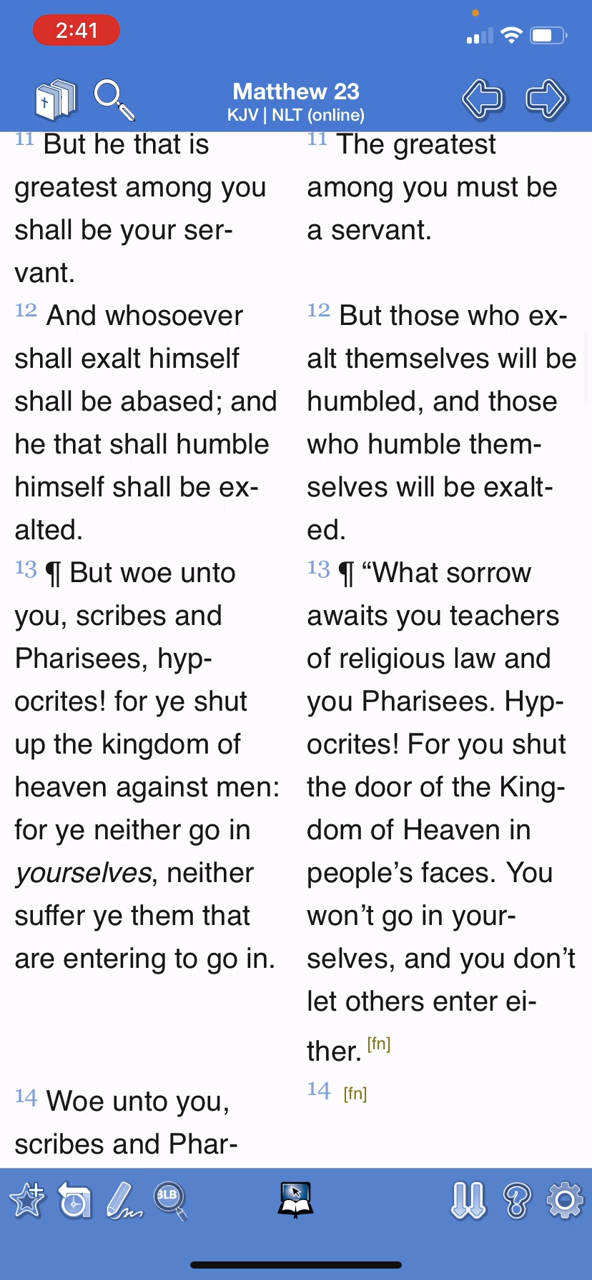 2:41
Matthew 23
KJV | NLT (online)
11 But he that is
greatest among you
shall be your ser-
vant.
12 And whosoever
shall exalt himself
shall be abased; and
he that shall humble
himself shall be ex-
alted.
13 ¶ But woe unto
you, scribes and
Pharisees, hyp-
ocrites! for ye shut
up the kingdom of
heaven against men:
for ye neither go in
yourselves, neither
suffer ye them that
are entering to go in.
14 Woe unto you,
scribes and Phar-
11 The greatest
among you must be
a servant.
12 But those who ex-
alt themselves will be
humbled, and those
who humble them-
selves will be exalt-
ed.
13 ¶ “What sorrow
awaits you teachers
of religious law and
you Pharisees. Hyp-
ocrites! For you shut
the door of the King-
dom of Heaven in
people’s faces. You
won’t go in your-
selves, and you don’t
let others enter ei-
ther. [fn]
14 [fn]
BLB